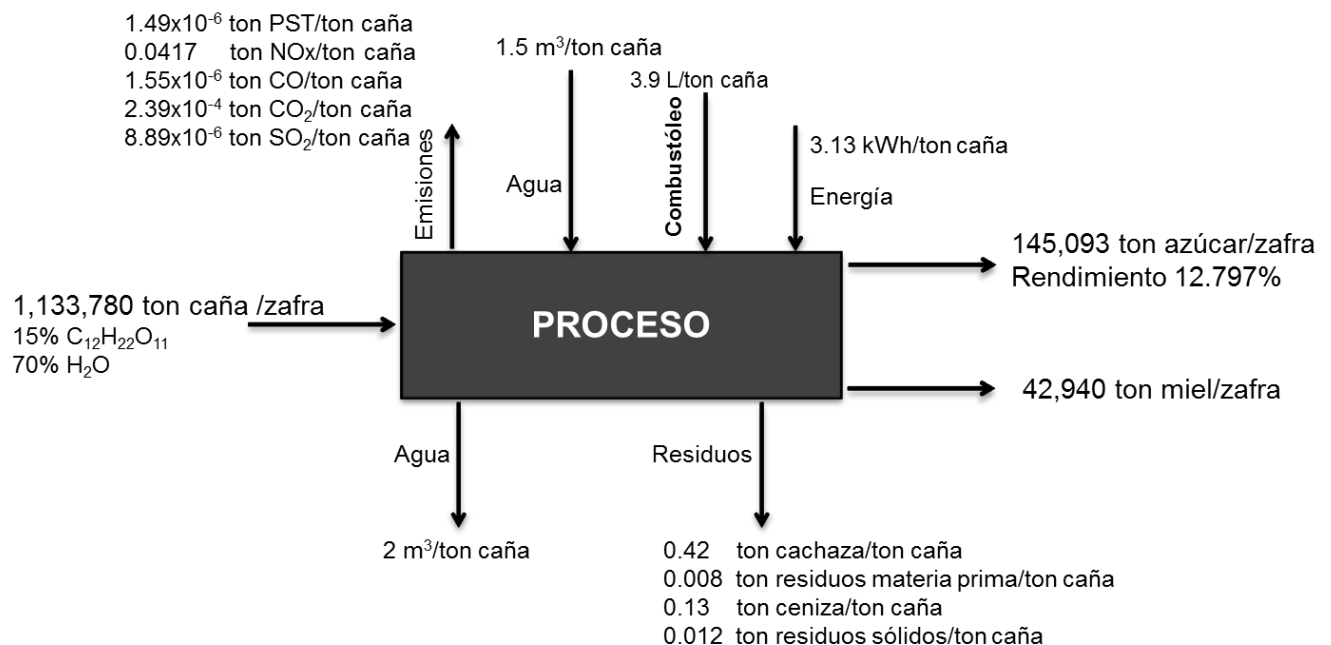 1.49x10⁻⁶ ton PST/ton caña
0.0417 ton NOx/ton caña
1.55x10⁻⁶ ton CO/ton caña
2.39x10⁻⁴ ton CO₂/ton caña
8.89x10⁻⁶ ton SO₂/ton caña
Emisiones
1.5 m³/ton caña
Agua
3.9 L/ton caña
Combustóleo
3.13 kWh/ton caña
Energía
1,133,780 ton caña /zafra
15% C₁₂H₂₂O₁₁
70% H₂O
PROCESO
145,093 ton azúcar/zafra
Rendimiento 12.797%
42,940 ton miel/zafra
Agua
2 m³/ton caña
Residuos
0.42 ton cachaza/ton caña
0.008 ton residuos materia prima/ton caña
0.13 ton ceniza/ton caña
0.012 ton residuos sólidos/ton caña